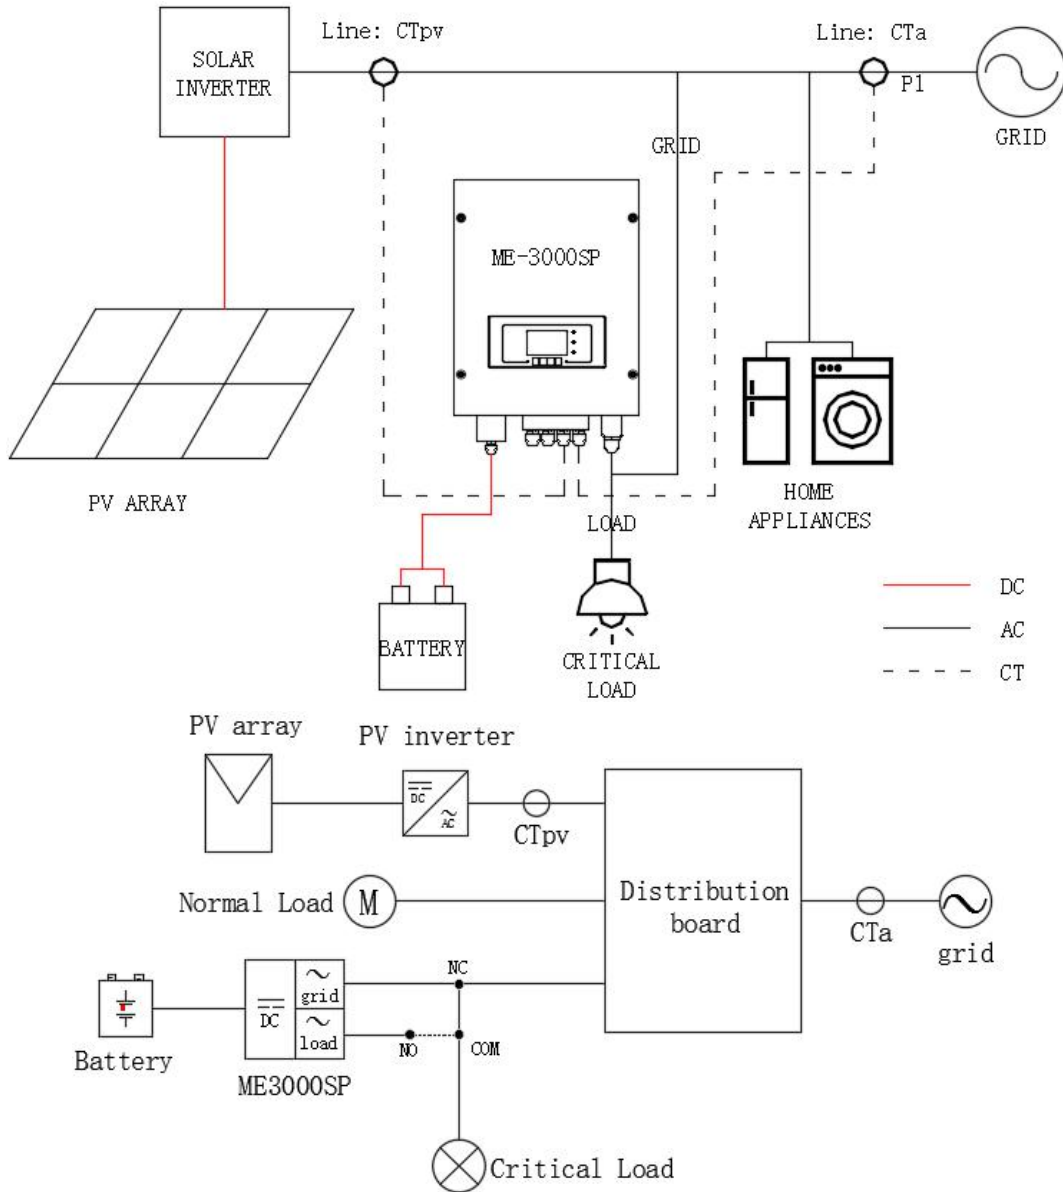 Line: CTpv
Line: CTa
SOLAR
INVERTER
P1
GRID
GRID
ME-3000SP
PV ARRAY
HOME
APPLIANCES
LOAD
BATTERY
CRITICAL
LOAD
DC
AC
CT
PV array
PV inverter
DC
AC
CTpv
Distribution
board
Normal Load
M
CTa
grid
NC
grid
DC
load
NO
COM
Battery
ME3000SP
Critical Load